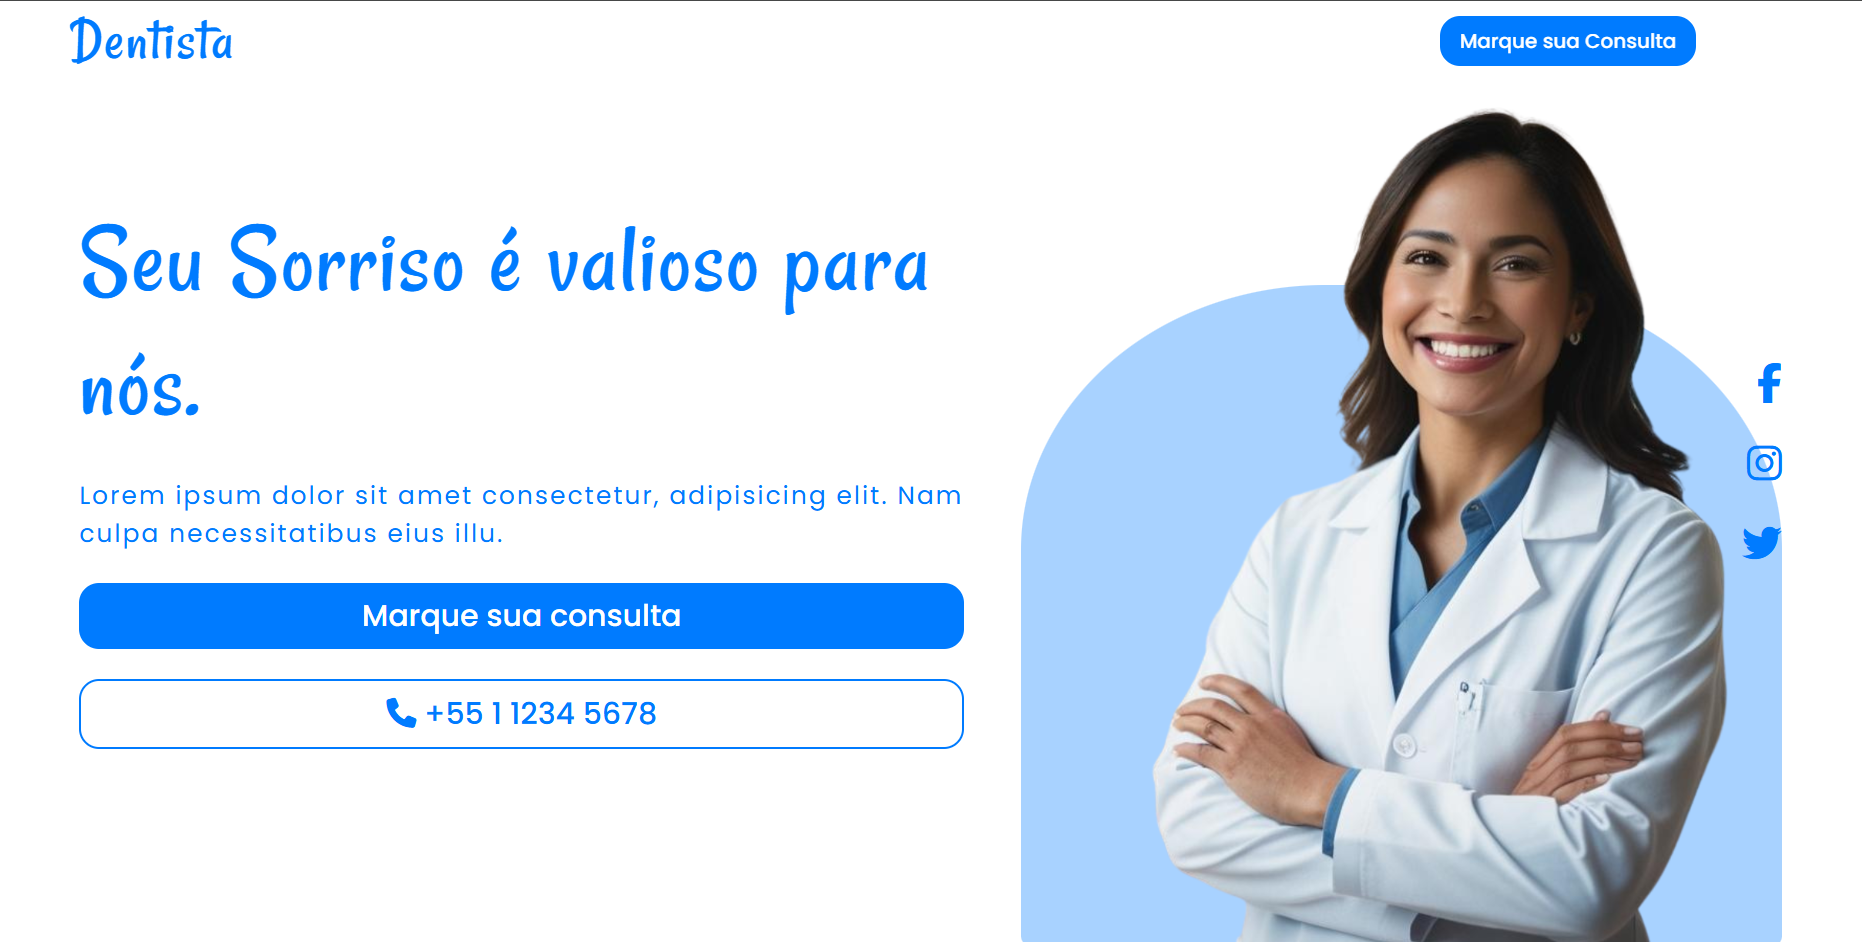 Dentista
Marque sua Consulta
Seu Sorriso é valioso para
nós.
Lorem ipsum dolor sit amet consectetur, adipisicing elit. Nam
culpa necessitatibus eius illu.
Marque sua consulta
+55 1 1234 5678